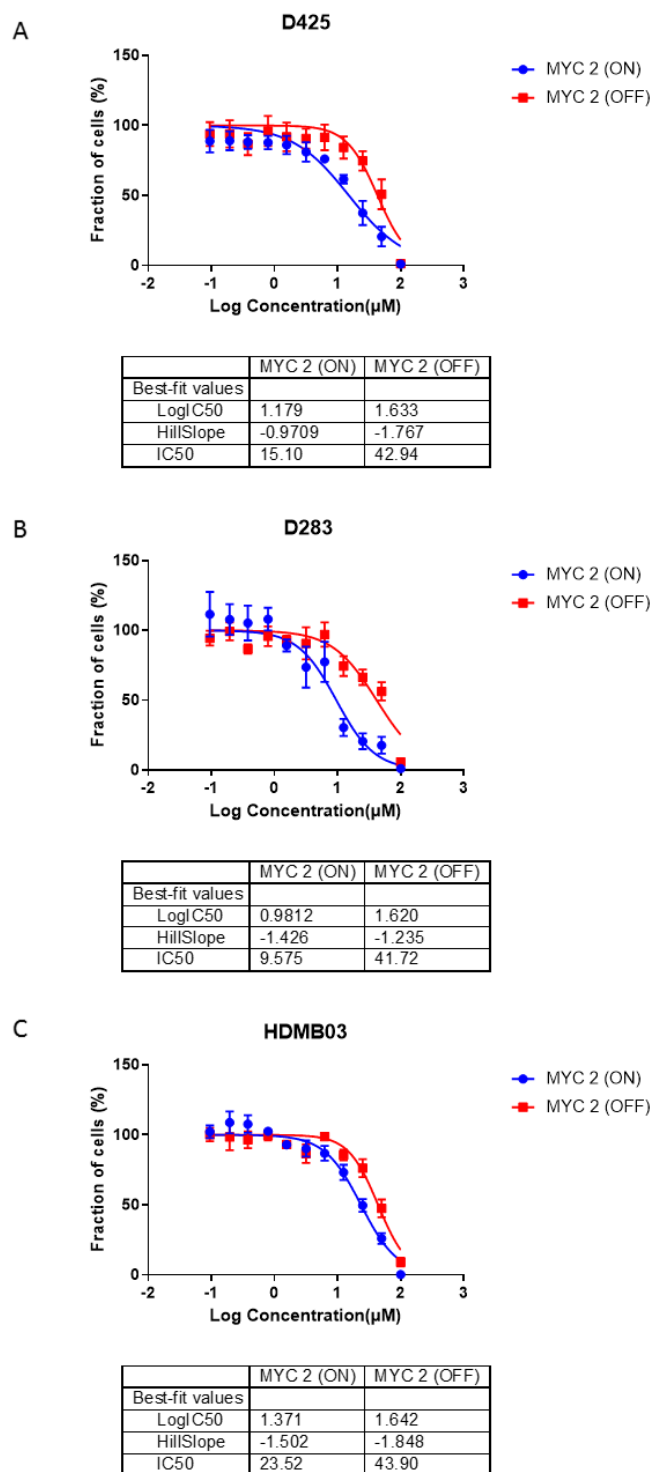 A
D425
150
100
50
0
Fraction of cells (%)
-2 -1 0 1 2 3
Log Concentration(µM)
MYC 2 (ON)
MYC 2 (OFF)
MYC 2 (ON) MYC 2 (OFF)
Best-fit values
LogIC50 1.179 1.633
HillSlope -0.9709 -1.767
IC50 15.10 42.94
B
D283
150
100
50
0
Fraction of cells (%)
-2 -1 0 1 2 3
Log Concentration(µM)
MYC 2 (ON)
MYC 2 (OFF)
MYC 2 (ON) MYC 2 (OFF)
Best-fit values
LogIC50 0.9812 1.620
HillSlope -1.426 -1.235
IC50 9.575 41.72
C
HDMB03
150
100
50
0
Fraction of cells (%)
-2 -1 0 1 2 3
Log Concentration(µM)
MYC 2 (ON)
MYC 2 (OFF)
MYC 2 (ON) MYC 2 (OFF)
Best-fit values
LogIC50 1.371 1.642
HillSlope -1.502 -1.848
IC50 23.52 43.90